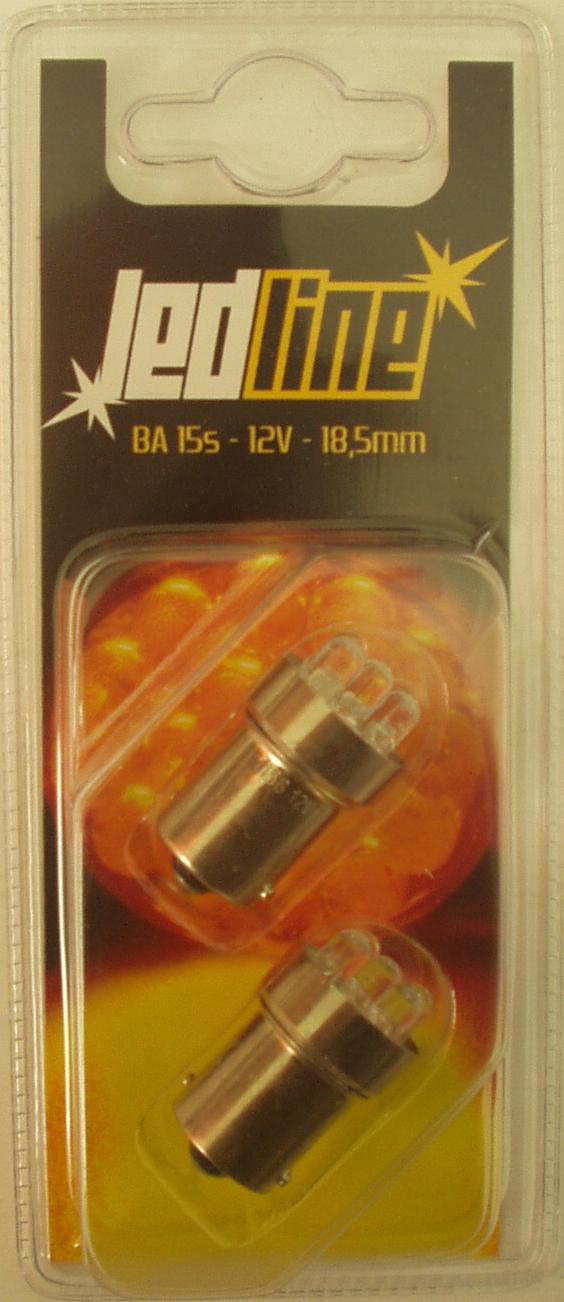 ledline
BA 15s - 12V - 18,5mm